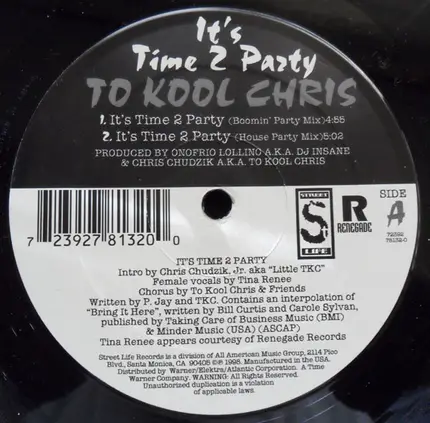 It's
Time 2 Party
TO KOOL CHRIS
1. It's Time 2 Party (Boomin' Party Mix)4:55
2. It's Time 2 Party (House Party Mix)5:02
PRODUCED BY ONOFRIO LOLLINO A.K.A. DJ INSANE
& CHRIS CHUDZIK A.K.A. TO KOOL CHRIS
7 23927 81320 0
STREET
S
LIFE
R
RENEGADE
SIDE
A
IT'S TIME 2 PARTY
Intro by Chris Chudzik, Jr. aka "Little TKC"
Female vocals by Tina Renee
Chorus by To Kool Chris & Friends
Written by P. Jay and TKC. Contains an interpolation of
"Bring It Here", written by Bill Curtis and Carole Sylvan,
published by Taking Care of Business Music (BMI)
& Minder Music (USA) (ASCAP)
Tina Renee appears courtesy of Renegade Records
Street Life Records is a division of All American Music Group, 2114 Pico
Blvd., Santa Monica, CA 90405 ©℗ 1995. Manufactured in the USA.
Distributed by Warner/Elektra/Atlantic Corporation. A Time
Warner Company. WARNING: All Rights Reserved.
Unauthorized duplication is a violation
of applicable laws.